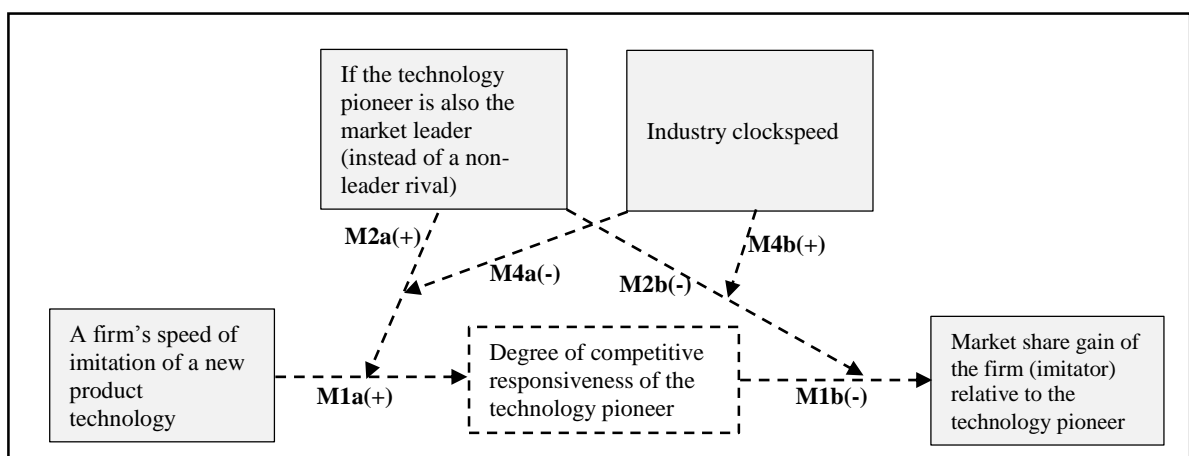 If the technology
pioneer is also the
market leader
(instead of a non-
leader rival)
Industry clockspeed
M2a(+)
M4a(-)
M2b(-)
M4b(+)
A firm’s speed of
imitation of a new
product
technology
M1a(+)
Degree of competitive
responsiveness of the
technology pioneer
M1b(-)
Market share gain of
the firm (imitator)
relative to the
technology pioneer